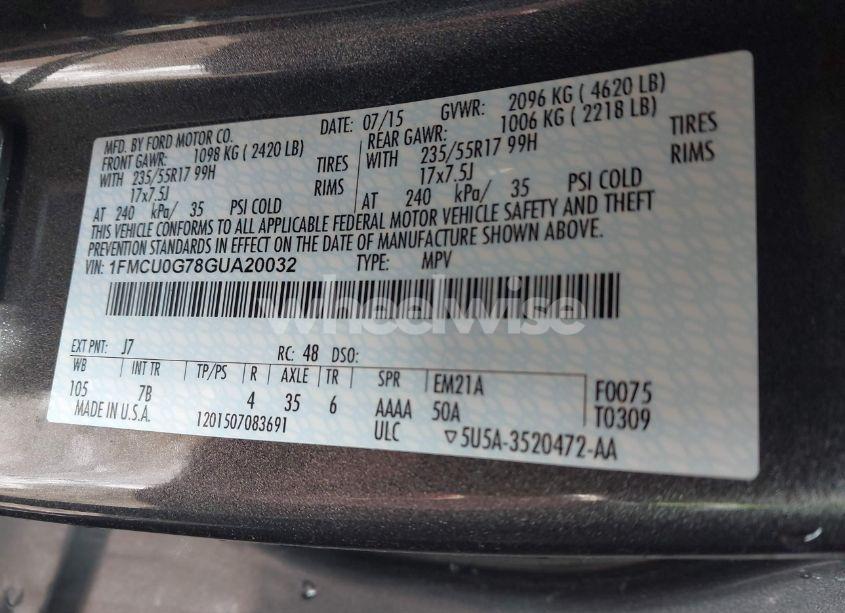 MFD. BY FORD MOTOR CO. DATE: 07/15 GVWR: 2096 KG ( 4620 LB)
FRONT GAWR: 1098 KG ( 2420 LB) REAR GAWR: 1006 KG ( 2218 LB)
WITH 235/55R17 99H TIRES WITH 235/55R17 99H TIRES
17x7.5J RIMS 17x7.5J RIMS
AT 240 kPa/ 35 PSI COLD AT 240 kPa/ 35 PSI COLD
THIS VEHICLE CONFORMS TO ALL APPLICABLE FEDERAL MOTOR VEHICLE SAFETY AND THEFT
PREVENTION STANDARDS IN EFFECT ON THE DATE OF MANUFACTURE SHOWN ABOVE.
VIN: 1FMCU0G78GUA20032 TYPE: MPV
wheelwise
EXT PNT: J7 RC: 48 DSO:
WB INT TR TP/PS R AXLE TR SPR EM21A F0075
105 7B 4 35 6 AAAA 50A T0309
MADE IN U.S.A. 1201507083691 ULC ▽5U5A-3520472-AA